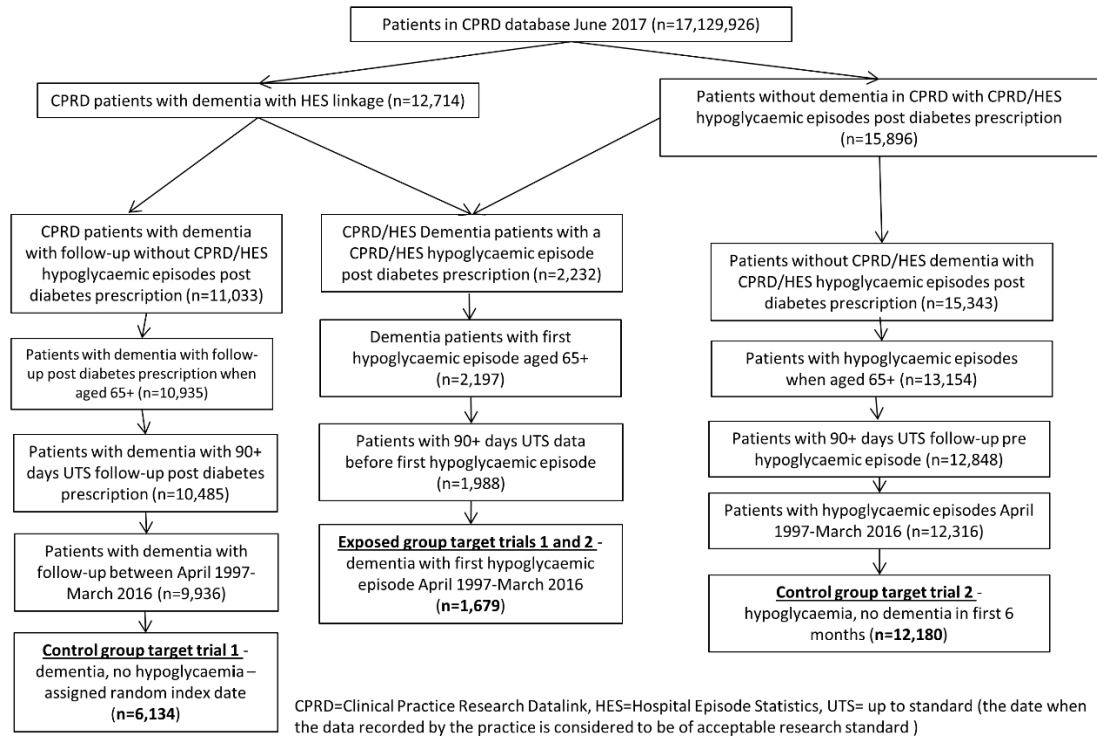 Patients in CPRD database June 2017 (n=17,129,926)
CPRD patients with dementia with HES linkage (n=12,714)
Patients without dementia in CPRD with CPRD/HES
hypoglycaemic episodes post diabetes prescription
(n=15,896)
CPRD patients with dementia
with follow-up without CPRD/HES
hypoglycaemic episodes post
diabetes prescription (n=11,033)
CPRD/HES Dementia patients with a
CPRD/HES hypoglycaemic episode
post diabetes prescription (n=2,232)
Patients without CPRD/HES dementia with
CPRD/HES hypoglycaemic episodes post
diabetes prescription (n=15,343)
Patients with dementia with follow-
up post diabetes prescription when
aged 65+ (n=10,935)
Dementia patients with first
hypoglycaemic episode aged 65+
(n=2,197)
Patients with hypoglycaemic episodes
when aged 65+ (n=13,154)
Patients with dementia with 90+
days UTS follow-up post diabetes
prescription (n=10,485)
Patients with 90+ days UTS data
before first hypoglycaemic episode
(n=1,988)
Patients with 90+ days UTS follow-up pre
hypoglycaemic episode (n=12,848)
Patients with hypoglycaemic episodes April
1997-March 2016 (n=12,316)
Patients with dementia with
follow-up between April 1997-
March 2016 (n=9,936)
Exposed group target trials 1 and 2 -
dementia with first hypoglycaemic
episode April 1997-March 2016
(n=1,679)
Control group target trial 2 -
hypoglycaemia, no dementia in first 6
months (n=12,180)
Control group target trial 1 -
dementia, no hypoglycaemia –
assigned random index date
(n=6,134)
CPRD=Clinical Practice Research Datalink, HES=Hospital Episode Statistics, UTS= up to standard (the date when
the data recorded by the practice is considered to be of acceptable research standard )